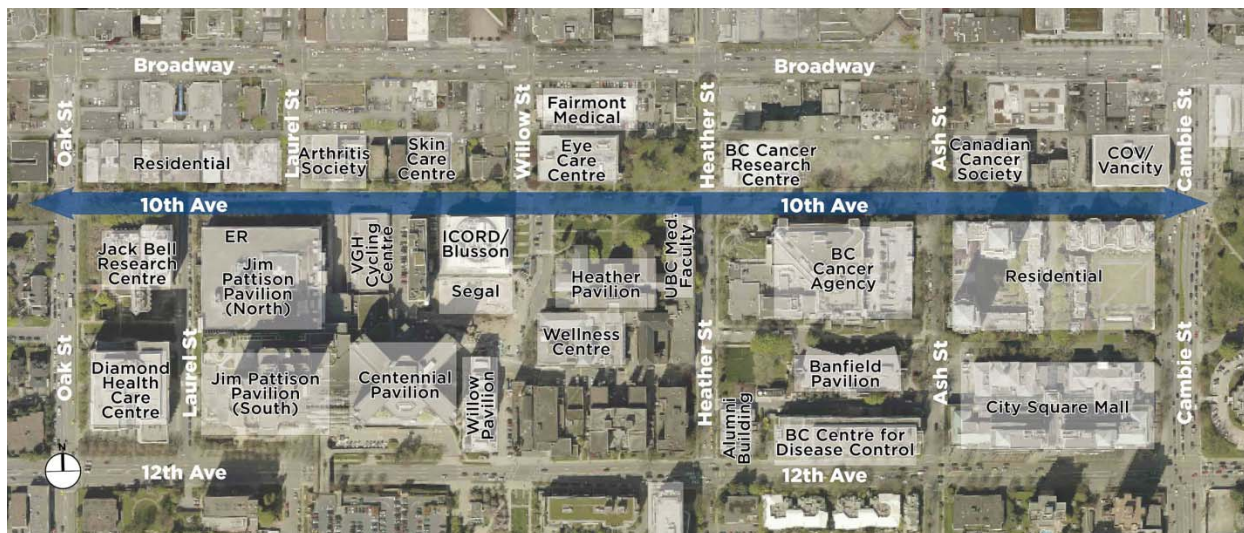 Broadway
Broadway
Oak St
Laurel St
Willow St
Heather St
Ash St
Cambie St
Fairmont
Medical
Residential
Arthritis
Society
Skin
Care
Centre
Eye
Care
Centre
BC Cancer
Research
Centre
Canadian
Cancer
Society
COV/
Vancity
10th Ave
10th Ave
Jack Bell
Research
Centre
ER
Jim
Pattison
Pavilion
(North)
VGH
Cycling
Centre
ICORD/
Blusson
Segal
Heather
Pavilion
UBC Med.
Faculty
BC
Cancer
Agency
Residential
Wellness
Centre
Oak St
Laurel St
Heather St
Ash St
Cambie St
Diamond
Health
Care
Centre
Jim Pattison
Pavilion
(South)
Centennial
Pavilion
Willow
Pavilion
Banfield
Pavilion
City Square Mall
Alumni
Building
BC Centre for
Disease Control
N
12th Ave
12th Ave